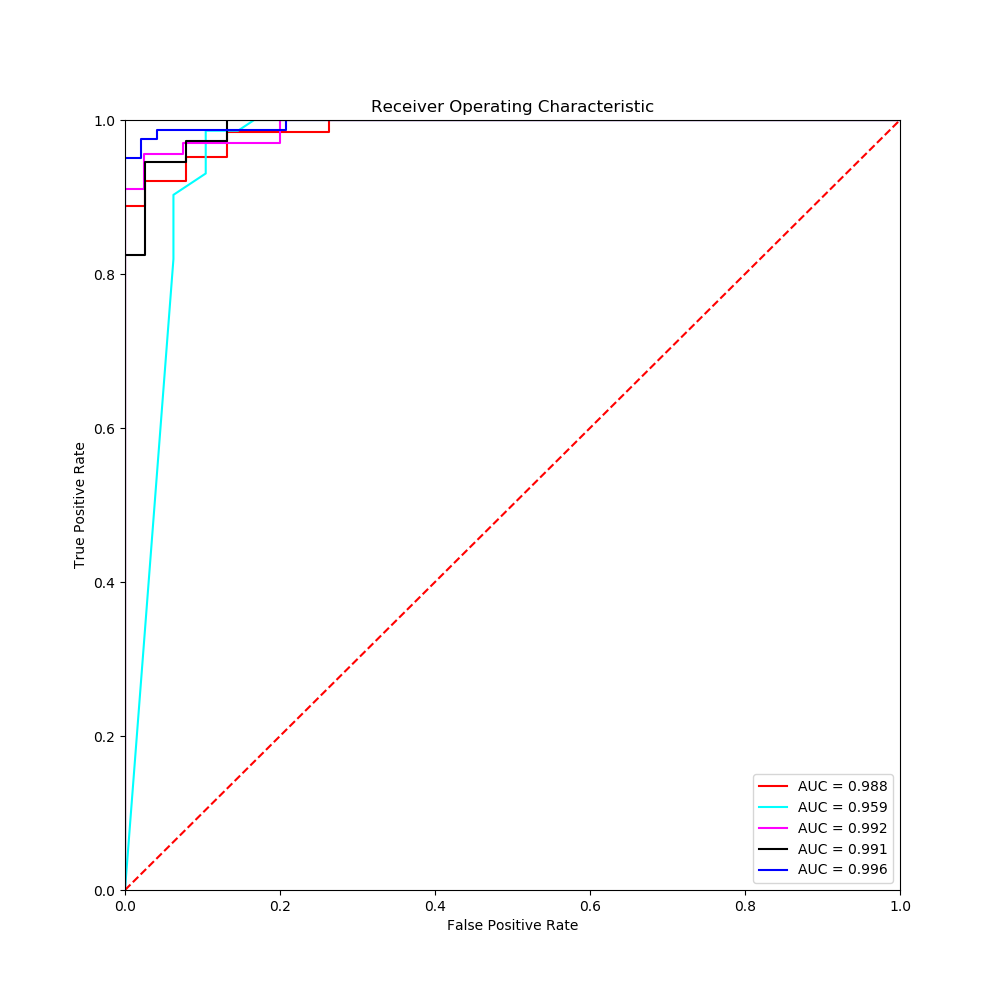 Receiver Operating Characteristic
1.0
0.8
0.6
0.4
0.2
0.0
True Positive Rate
0.0 0.2 0.4 0.6 0.8 1.0
False Positive Rate
AUC = 0.988
AUC = 0.959
AUC = 0.992
AUC = 0.991
AUC = 0.996